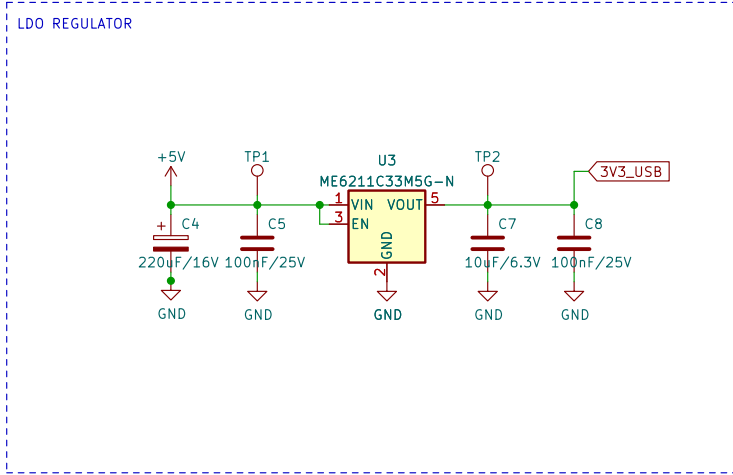 LDO REGULATOR
+5V
TP1
U3
ME6211C33M5G-N
TP2
3V3_USB
1 VIN VOUT 5
3 EN
GND
2
+ C4
220uF/16V
C5
100nF/25V
C7
10uF/6.3V
C8
100nF/25V
GND
GND
GND
GND
GND